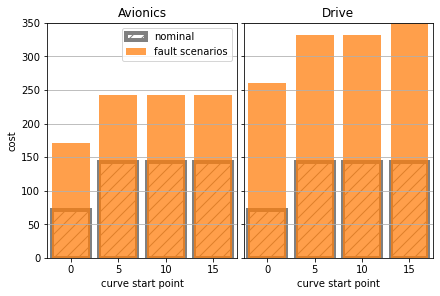 Avionics
Drive
350
300
250
200
150
100
50
0
cost
nominal
fault scenarios
0 5 10 15
0 5 10 15
curve start point
curve start point